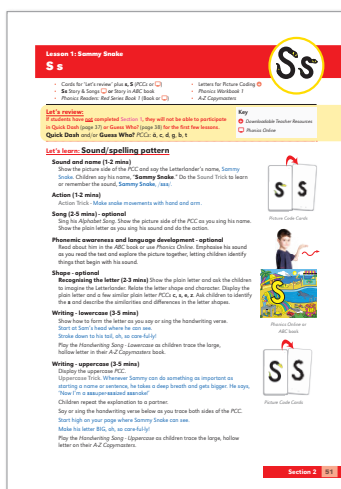 Lesson 1: Sammy Snake
S s
Ss
• Cards for 'Let's review' plus s, S (PCCs or )
• Ss Story & Songs or Story in ABC book
• Phonics Readers: Red Series Book 1 (Book or )
• Letters for Picture Coding
• Phonics Workbook 1
• A-Z Copymasters
Let's review:
If students have not completed Section 1, they will not be able to participate
in Quick Dash (page 37) or Guess Who? (page 38) for the first five lessons.
Quick Dash and/or Guess Who? PCCs: a, c, d, g, h, t
Key
Downloadable Teacher Resources
Phonics Online
Let's learn: Sound/spelling pattern
Sound and name (1-2 mins)
Show the picture side of the PCC and say the Letterlander's name, Sammy
Snake. Children say his name, "Sammy Snake." Do the Sound Trick to learn
or remember the sound, Sammy Snake, /sss/.
Action (1-2 mins)
Action Trick - Make snake movements with hand and arm.
Song (2-5 mins) - optional
Sing his Alphabet Song. Show the picture side of the PCC as you sing his name.
Show the plain letter as you sing his sound and do the action.
Phonemic awareness and language development - optional
Read about him in the ABC book or use Phonics Online. Emphasise his sound
as you read the text and explore the picture together, letting children identify
things that begin with his sound.
Shape - optional
Recognising the letter (2-3 mins) Show the plain letter and ask the children
to imagine the Letterlander. Relate the letter shape and character. Display the
plain letter and a few similar plain letter PCCs c, s, e, z. Ask children to identify
the s and describe the similarities and differences in the letter shapes.
Writing - lowercase (3-5 mins)
Show how to form the letter as you say or sing the handwriting verse.
Start at Sam's head where he can see.
Stroke down to his tail, oh, so care-fully!
Play the Handwriting Song - Lowercase as children trace the large,
hollow letter in their A-Z Copymasters book.
Writing - uppercase (3-5 mins)
Display the uppercase PCC.
Uppercase Trick. Whenever Sammy can do something as important as
starting a name or sentence, he takes a deep breath and gets bigger. He says,
'Now I'm a sssupersssized sssnake!'
Children repeat the explanation to a partner.
Say or sing the handwriting verse below as you trace both sides of the PCC.
Start high on your page where Sammy Snake can see.
Make his letter BIG, oh, so care-fully!
Play the Handwriting Song - Uppercase as children trace the large, hollow
letter on their A-Z Copymasters.
s s
Picture Code Cards
S
Phonics Online or
ABC book
S S
Picture Code Cards
Section 2 51